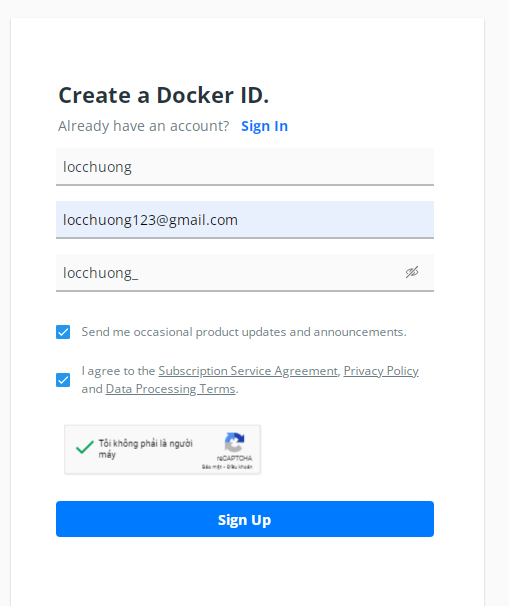 Create a Docker ID.
Already have an account? Sign In
locchuong
locchuong123@gmail.com
locchuong_
Send me occasional product updates and announcements.
I agree to the Subscription Service Agreement, Privacy Policy
and Data Processing Terms.
Tôi không phải là người
máy
reCAPTCHA
Bảo mật - Điều khoản
Sign Up